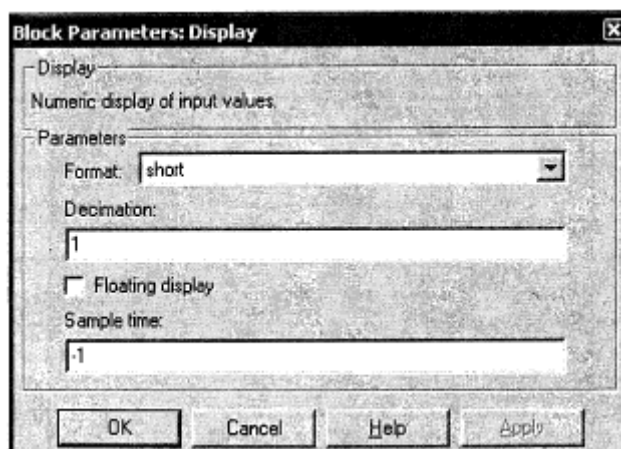 Block Parameters: Display
Display
Numeric display of input values.
Parameters
Format: short
Decimation:
1
Floating display
Sample time:
-1
OK Cancel Help Apply